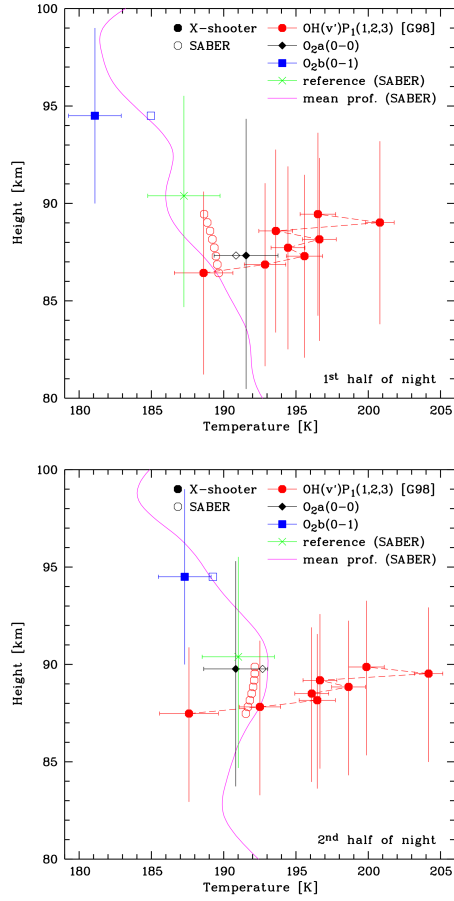 100
95
90
85
80
Height [km]
X-shooter
SABER
OH(v')P₁(1,2,3) [G98]
O₂a(0-0)
O₂b(0-1)
reference (SABER)
mean prof. (SABER)
1st half of night
180 185 190 195 200 205
Temperature [K]
100
95
90
85
80
Height [km]
X-shooter
SABER
OH(v')P₁(1,2,3) [G98]
O₂a(0-0)
O₂b(0-1)
reference (SABER)
mean prof. (SABER)
2nd half of night
180 185 190 195 200 205
Temperature [K]